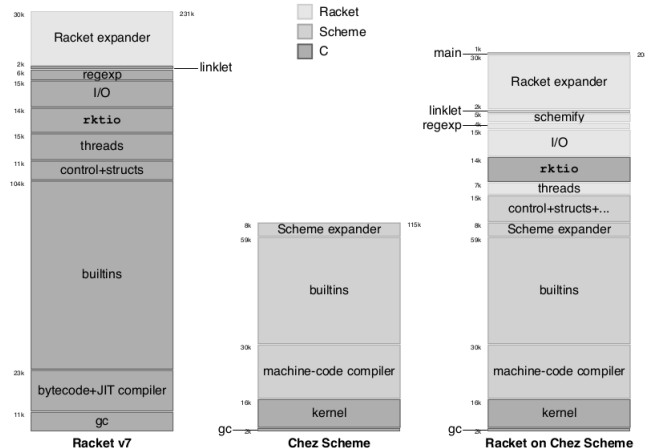 Racket
Scheme
C
30k
231k
Racket expander
2k
linklet
6k
regexp
15k
I/O
14k
rktio
15k
threads
11k
control+structs
104k
builtins
23k
bytecode+JIT compiler
11k
gc
Racket v7
8k
115k
Scheme expander
59k
builtins
30k
machine-code compiler
16k
kernel
gc
2k
Chez Scheme
main
1k
20
30k
Racket expander
2k
linklet
5k
schemify
regexp
15k
I/O
14k
rktio
7k
threads
15k
control+structs+...
8k
Scheme expander
59k
builtins
30k
machine-code compiler
16k
kernel
gc
2k
Racket on Chez Scheme